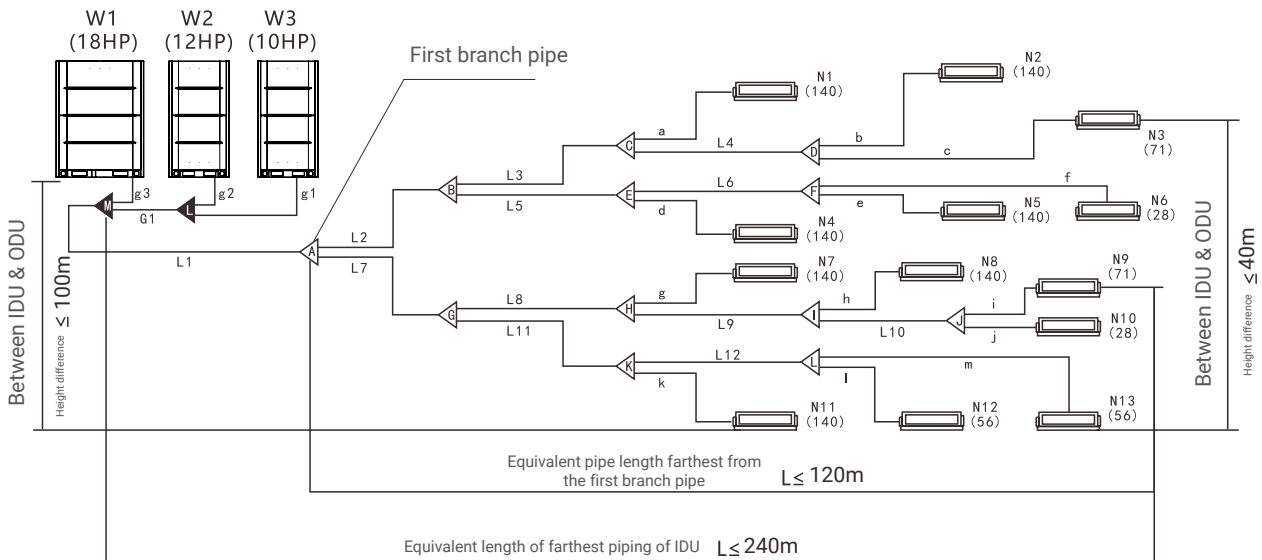 W1
(18HP)
W2
(12HP)
W3
(10HP)
First branch pipe
N1
(140)
N2
(140)
N3
(71)
a
C
L4
D
b
c
g3
g2
g1
M
G1
L
L3
B
L5
E
d
L6
F
f
e
N4
(140)
N5
(140)
N6
(28)
L1
A
L2
L7
N7
(140)
N8
(140)
N9
(71)
g
h
i
L8
G
L11
H
L9
I
L10
J
j
N10
(28)
L12
K
k
L
l
m
N11
(140)
N12
(56)
N13
(56)
Between IDU & ODU
Height difference ≤ 100m
Between IDU & ODU
Height difference ≤ 40m
Equivalent pipe length farthest from
the first branch pipe L≤ 120m
Equivalent length of farthest piping of IDU L≤ 240m